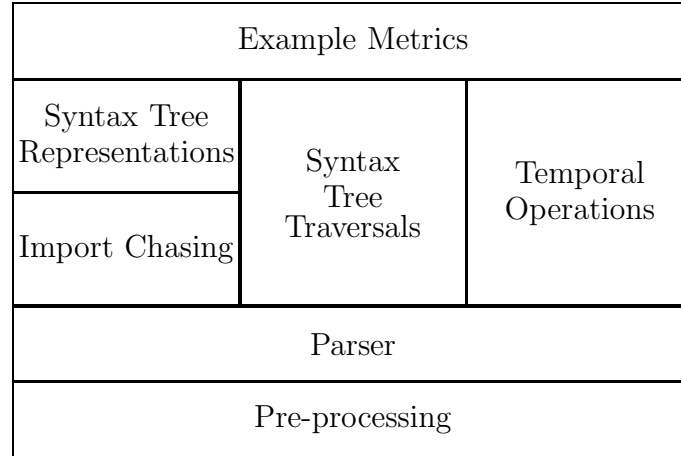 Example Metrics
Syntax Tree
Representations
Import Chasing
Syntax
Tree
Traversals
Temporal
Operations
Parser
Pre-processing